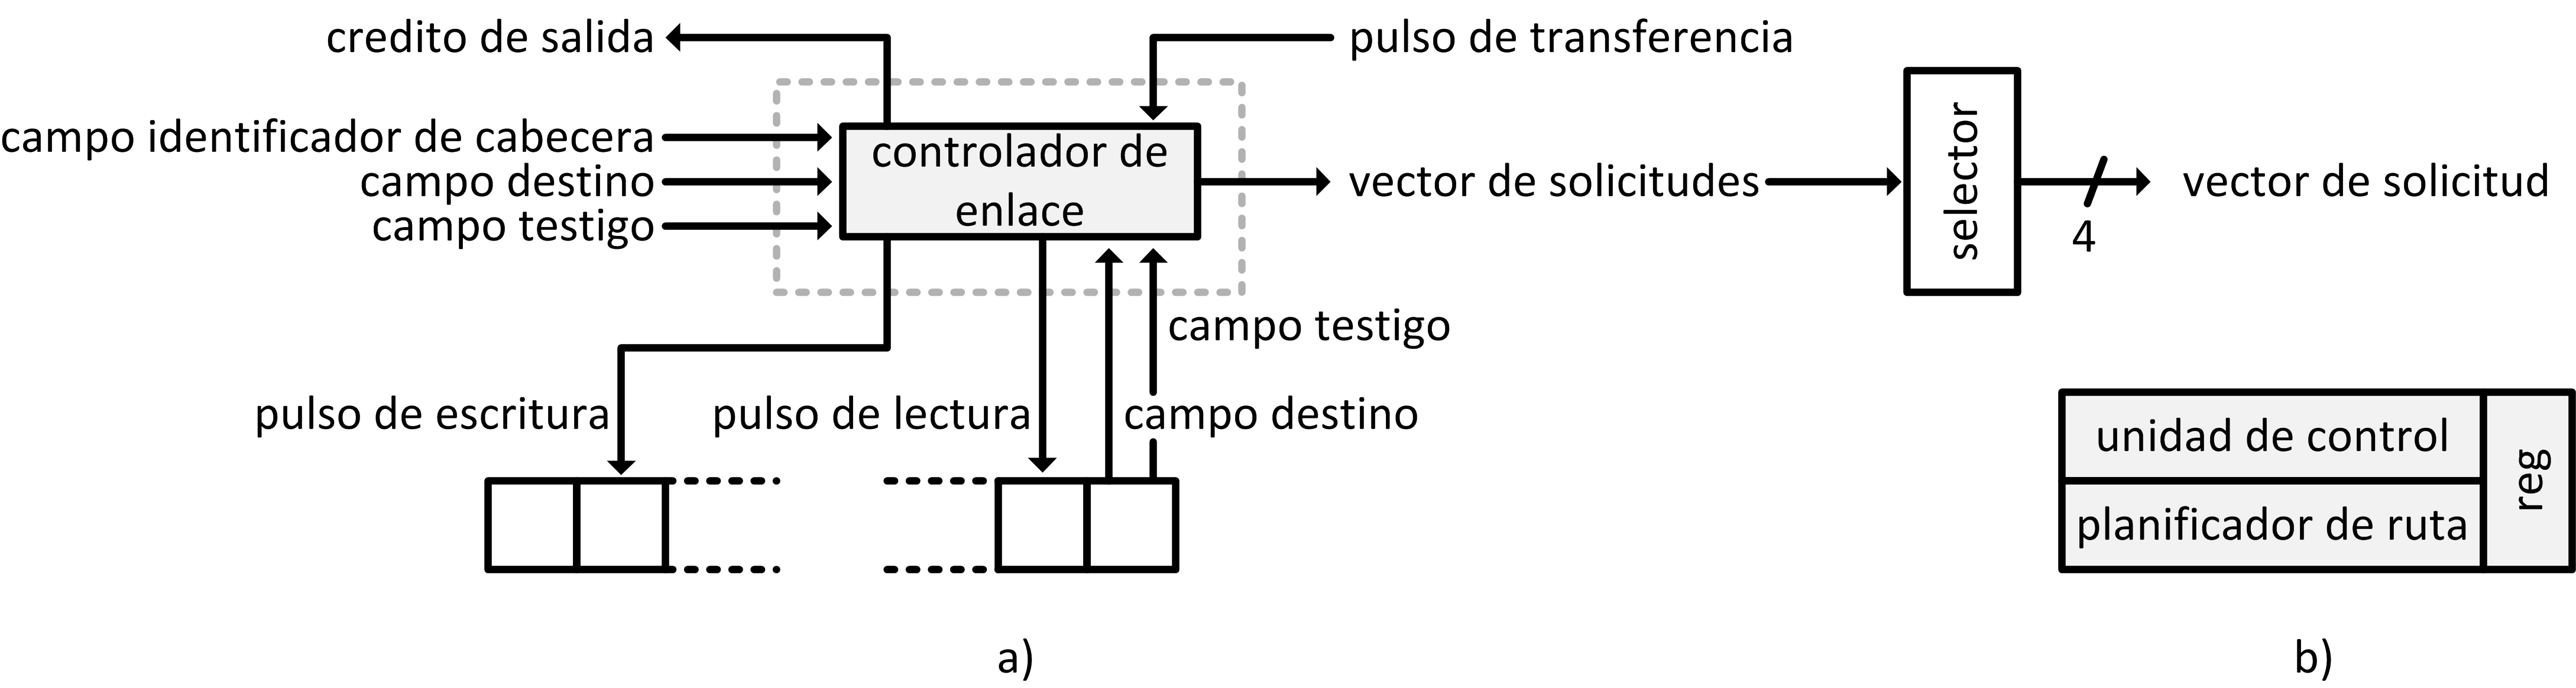 credito de salida
pulso de transferencia
campo identificador de cabecera
campo destino
campo testigo
controlador de
enlace
vector de solicitudes
selector
4
vector de solicitud
campo testigo
pulso de escritura
pulso de lectura
campo destino
unidad de control
planificador de ruta
reg
a)
b)